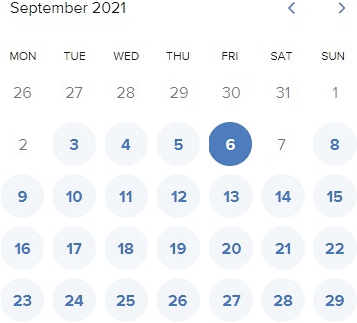 September 2021
MON TUE WED THU FRI SAT SUN
26 27 28 29 30 31 1
2 3 4 5 6 7 8
9 10 11 12 13 14 15
16 17 18 19 20 21 22
23 24 25 26 27 28 29